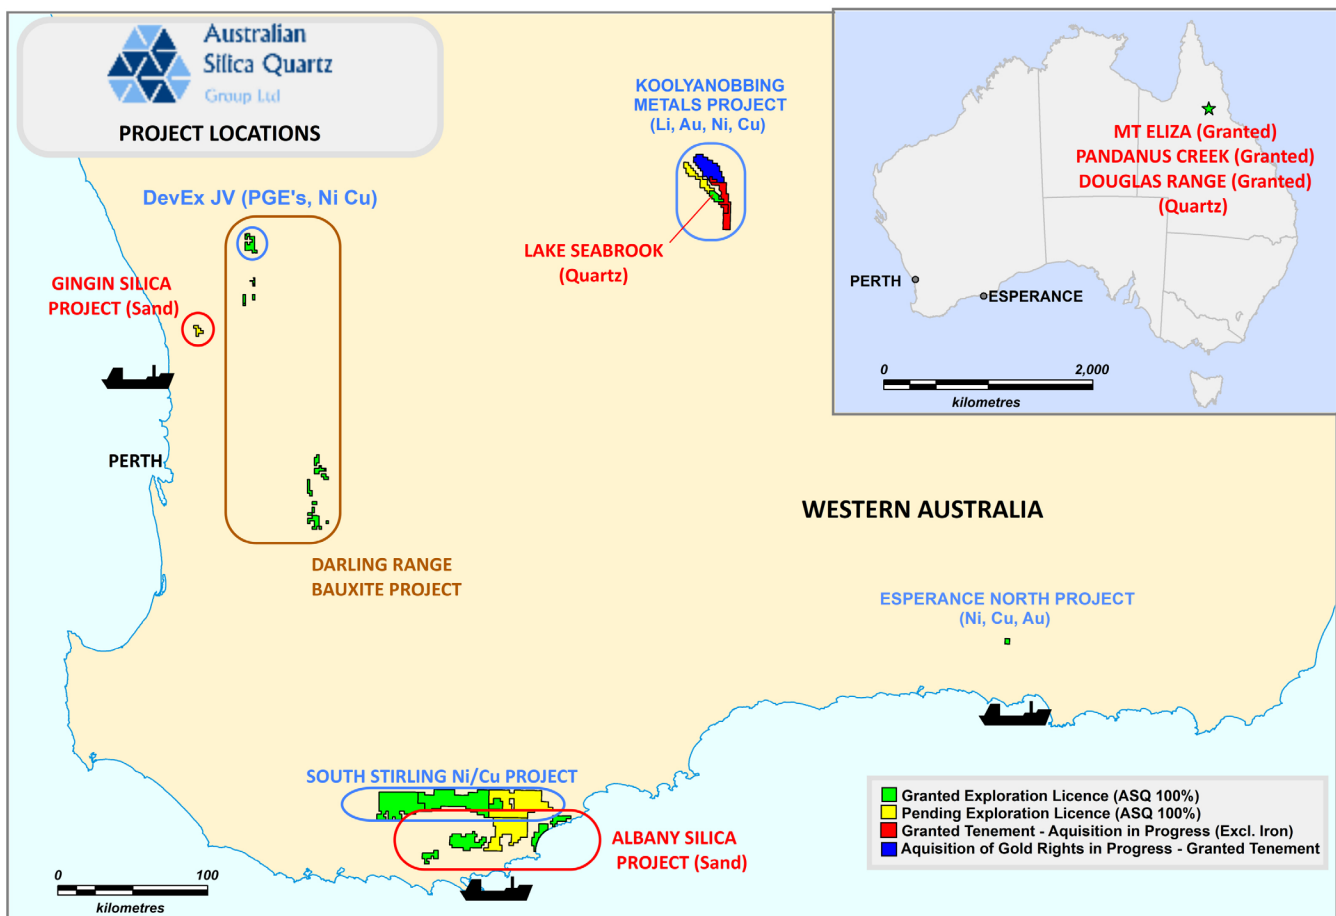 Australian
Silica Quartz
Group Ltd
PROJECT LOCATIONS
KOOLYANOBBING
METALS PROJECT
(Li, Au, Ni, Cu)
DevEx JV (PGE's, Ni Cu)
LAKE SEABROOK
(Quartz)
GINGIN SILICA
PROJECT (Sand)
MT ELIZA (Granted)
PANDANUS CREEK (Granted)
DOUGLAS RANGE (Granted)
(Quartz)
PERTH
ESPERANCE
0 2,000
kilometres
PERTH
WESTERN AUSTRALIA
DARLING RANGE
BAUXITE PROJECT
ESPERANCE NORTH PROJECT
(Ni, Cu, Au)
SOUTH STIRLING Ni/Cu PROJECT
ALBANY SILICA
PROJECT (Sand)
0 100
kilometres
Granted Exploration Licence (ASQ 100%)
Pending Exploration Licence (ASQ 100%)
Granted Tenement - Aquisition in Progress (Excl. Iron)
Aquisition of Gold Rights in Progress - Granted Tenement